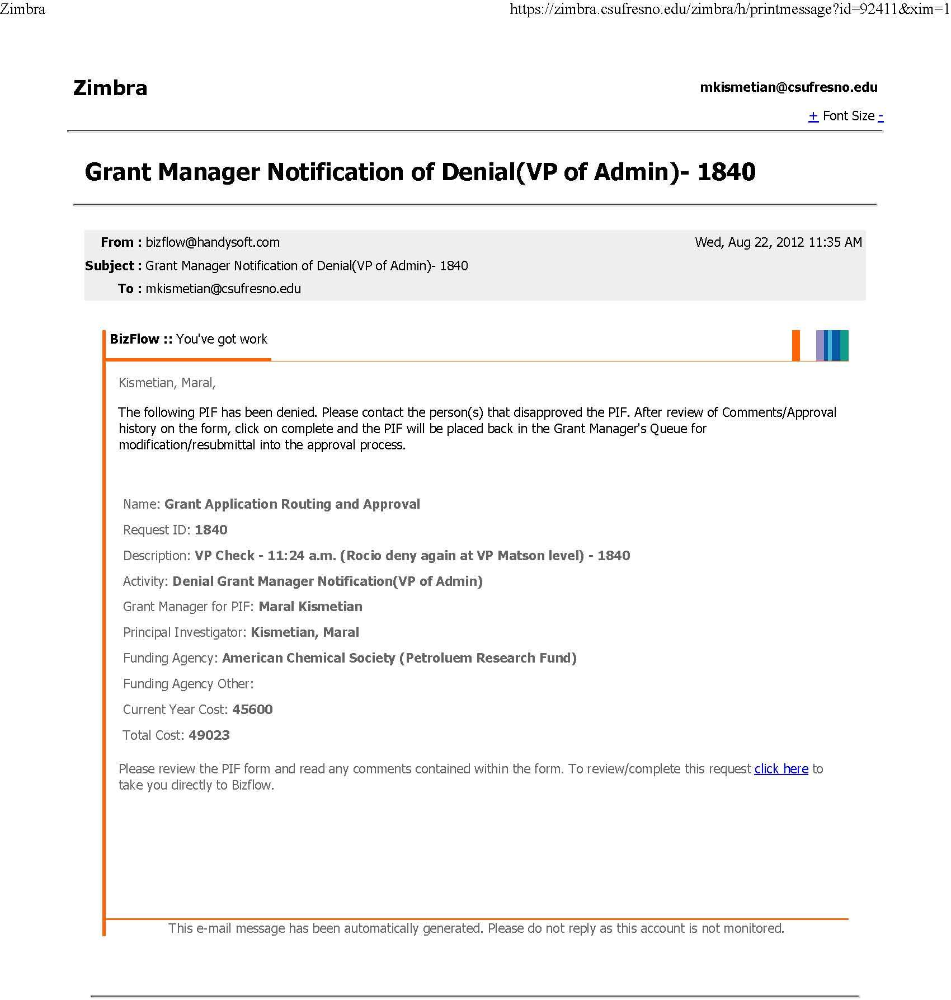 Zimbra https://zimbra.csufresno.edu/zimbra/h/printmessage?id=92411&xim=1
Zimbra mkismetian@csufresno.edu
+ Font Size -
Grant Manager Notification of Denial(VP of Admin)- 1840
From : bizflow@handysoft.com Wed, Aug 22, 2012 11:35 AM
Subject : Grant Manager Notification of Denial(VP of Admin)- 1840
To : mkismetian@csufresno.edu
BizFlow :: You've got work
Kismetian, Maral,
The following PIF has been denied. Please contact the person(s) that disapproved the PIF. After review of Comments/Approval
history on the form, click on complete and the PIF will be placed back in the Grant Manager's Queue for
modification/resubmittal into the approval process.
Name: Grant Application Routing and Approval
Request ID: 1840
Description: VP Check - 11:24 a.m. (Rocio deny again at VP Matson level) - 1840
Activity: Denial Grant Manager Notification(VP of Admin)
Grant Manager for PIF: Maral Kismetian
Principal Investigator: Kismetian, Maral
Funding Agency: American Chemical Society (Petroluem Research Fund)
Funding Agency Other:
Current Year Cost: 45600
Total Cost: 49023
Please review the PIF form and read any comments contained within the form. To review/complete this request click here to
take you directly to Bizflow.
This e-mail message has been automatically generated. Please do not reply as this account is not monitored.